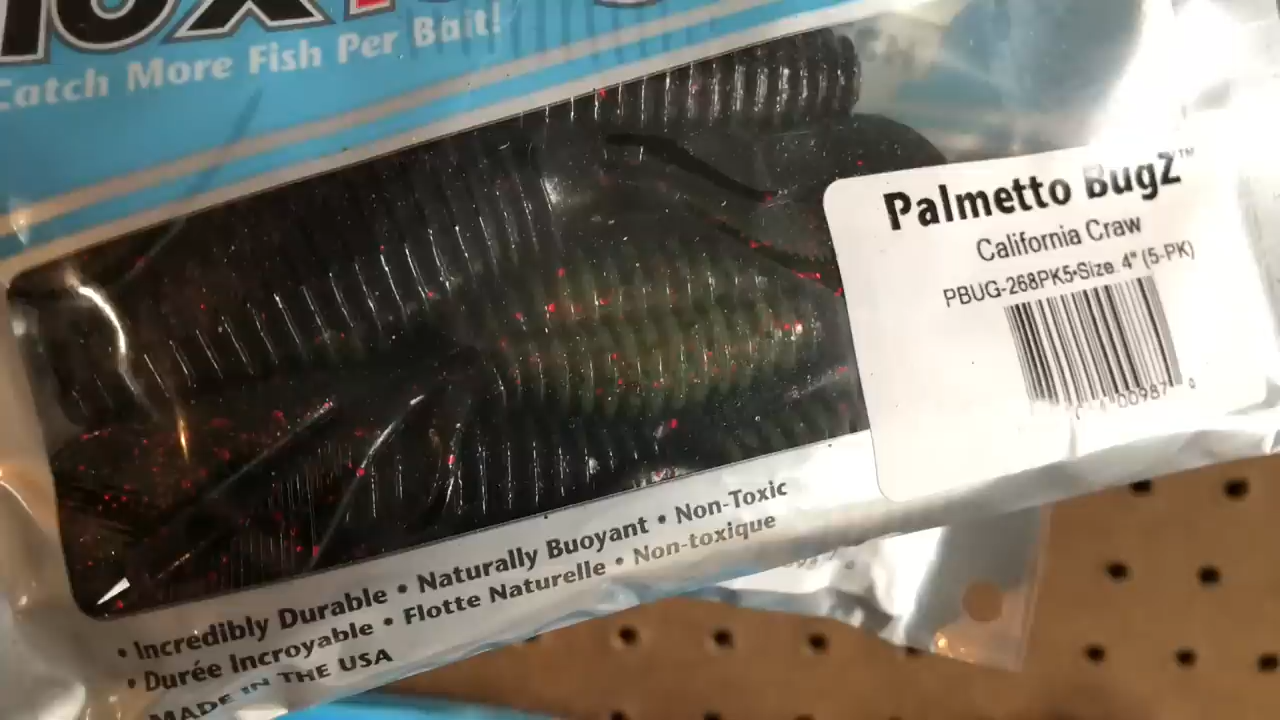 Catch More Fish Per Bait!
Palmetto BugZ™
California Craw
PBUG-268PK5•Size. 4" (5-PK)
00987
• Incredibly Durable • Naturally Buoyant • Non-Toxic
• Durée Incroyable • Flotte Naturelle • Non-toxique
MADE IN THE USA